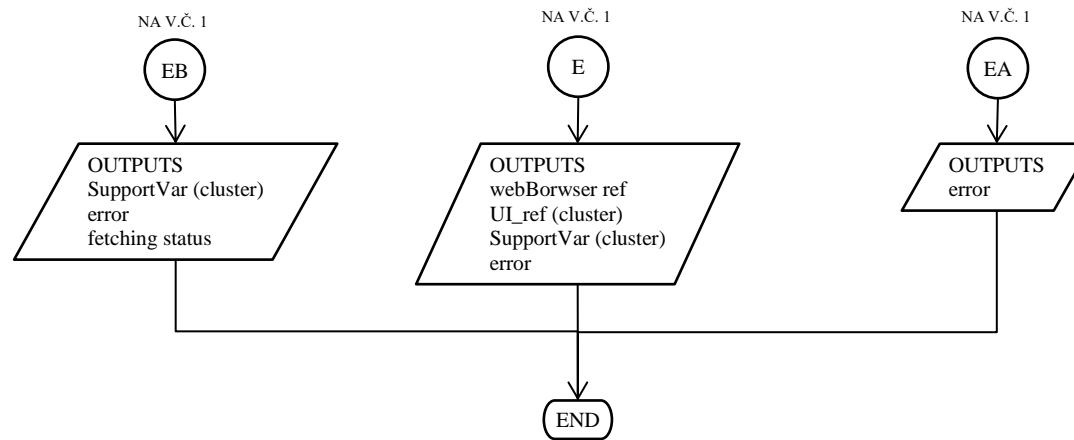 NA V.Č. 1
NA V.Č. 1
NA V.Č. 1
EB
E
EA
OUTPUTS
SupportVar (cluster)
error
fetching status
OUTPUTS
webBorwser ref
UI_ref (cluster)
SupportVar (cluster)
error
OUTPUTS
error
END